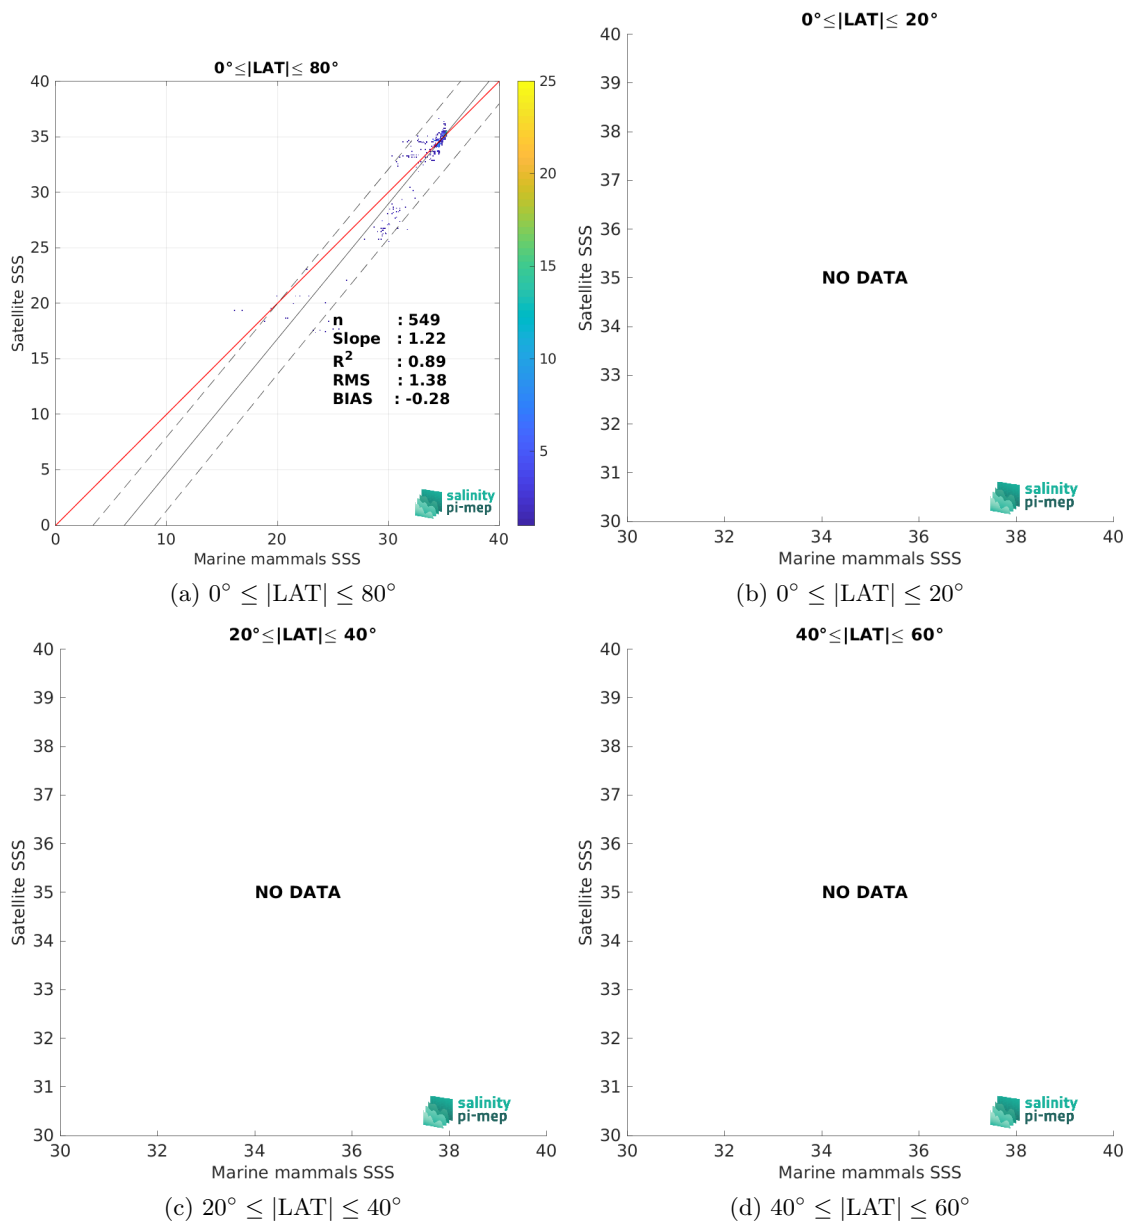 0°≤|LAT|≤ 80°
40
35
30
25
20
15
10
5
0
Satellite SSS
0
10
20
30
40
Marine mammals SSS
25
20
15
10
5
n : 549
Slope : 1.22
R² : 0.89
RMS : 1.38
BIAS : -0.28
salinity
pi-mep
(a) 0° ≤ |LAT| ≤ 80°
0°≤|LAT|≤ 20°
40
39
38
37
36
35
34
33
32
31
30
Satellite SSS
NO DATA
30
32
34
36
38
40
Marine mammals SSS
salinity
pi-mep
(b) 0° ≤ |LAT| ≤ 20°
20°≤|LAT|≤ 40°
40
39
38
37
36
35
34
33
32
31
30
Satellite SSS
NO DATA
30
32
34
36
38
40
Marine mammals SSS
salinity
pi-mep
(c) 20° ≤ |LAT| ≤ 40°
40°≤|LAT|≤ 60°
40
39
38
37
36
35
34
33
32
31
30
Satellite SSS
NO DATA
30
32
34
36
38
40
Marine mammals SSS
salinity
pi-mep
(d) 40° ≤ |LAT| ≤ 60°